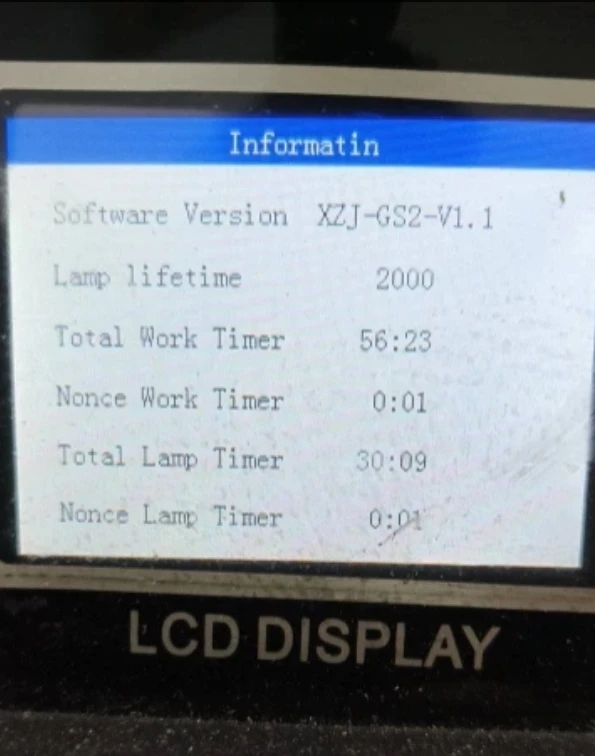 Informatin
Software Version XZJ-GS2-V1.1
Lamp lifetime 2000
Total Work Timer 56:23
Nonce Work Timer 0:01
Total Lamp Timer 30:09
Nonce Lamp Timer 0:01
LCD DISPLAY